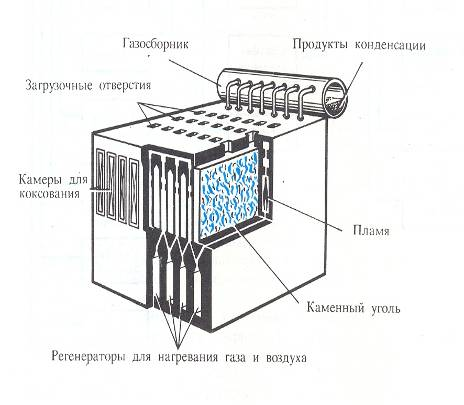 Газосборник
Продукты конденсации
Загрузочные отверстия
Камеры для
коксования
Пламя
Каменный уголь
Регенераторы для нагревания газа и воздуха